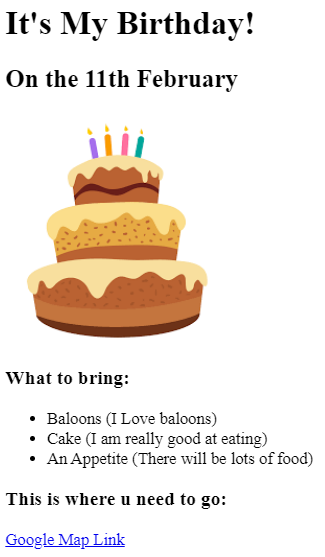 It's My Birthday!
On the 11th February
What to bring:
Baloons (I Love baloons)
Cake (I am really good at eating)
An Appetite (There will be lots of food)
This is where u need to go:
Google Map Link